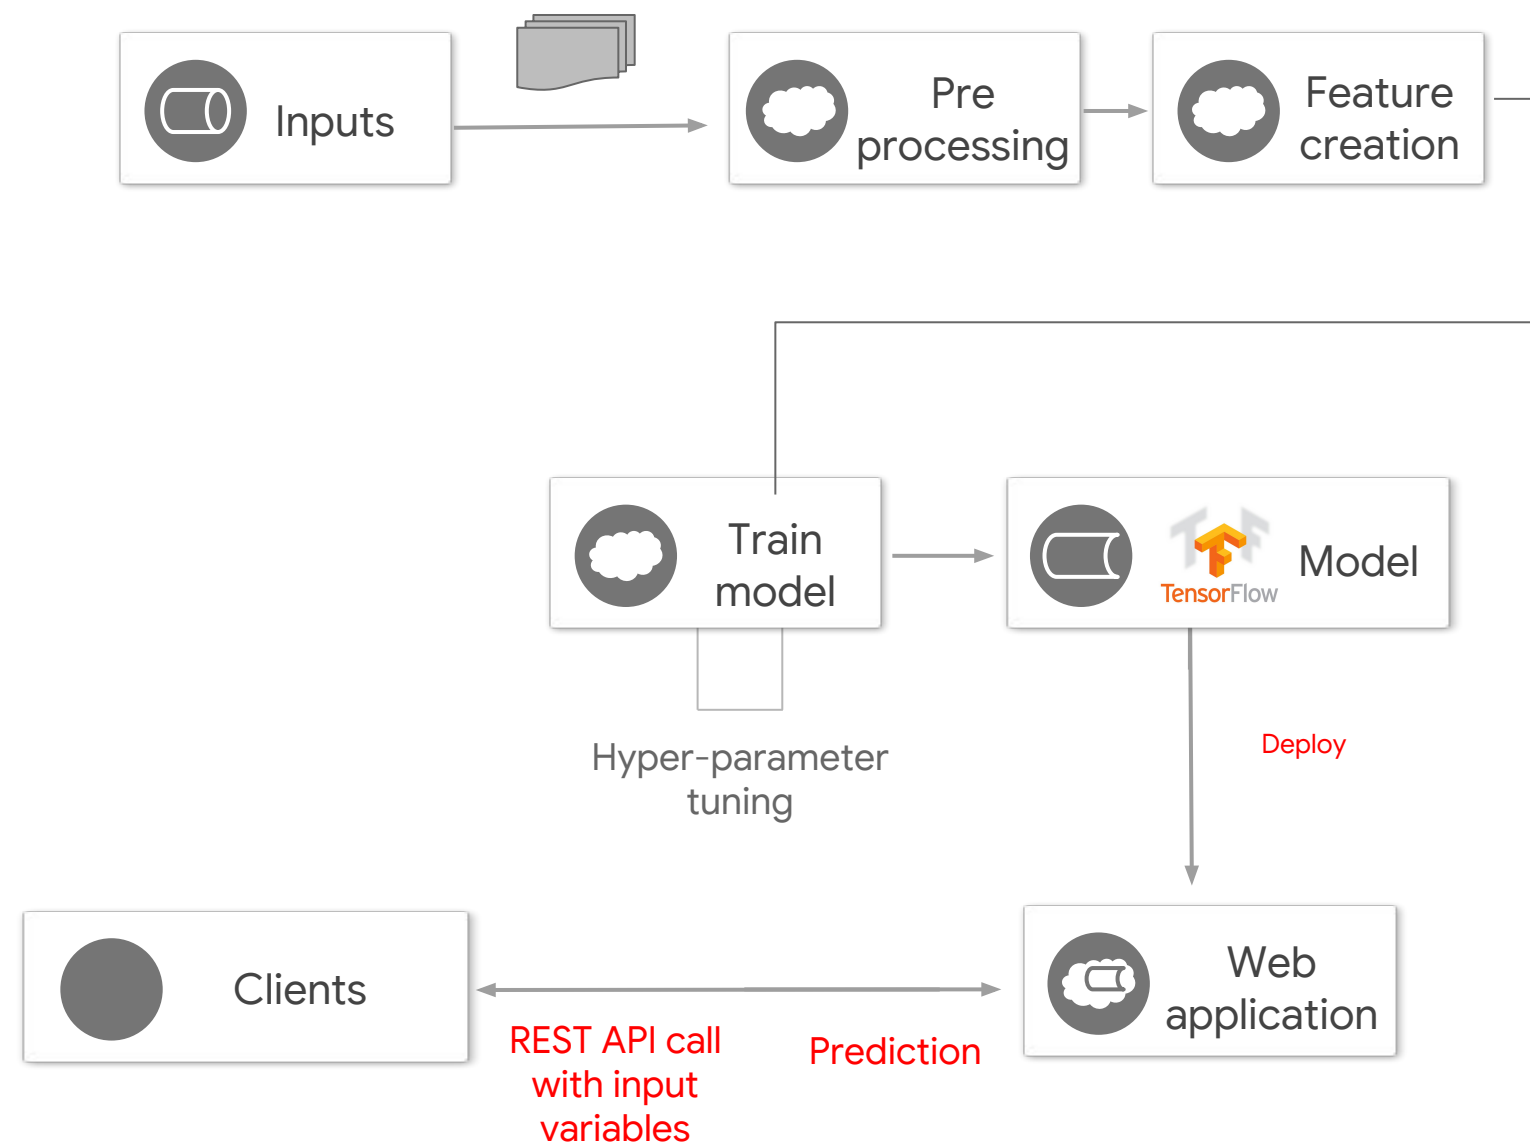 Inputs
Pre
processing
Feature
creation
Train
model
TensorFlow
Model
Hyper-parameter
tuning
Deploy
Clients
REST API call
with input
variables
Prediction
Web
application